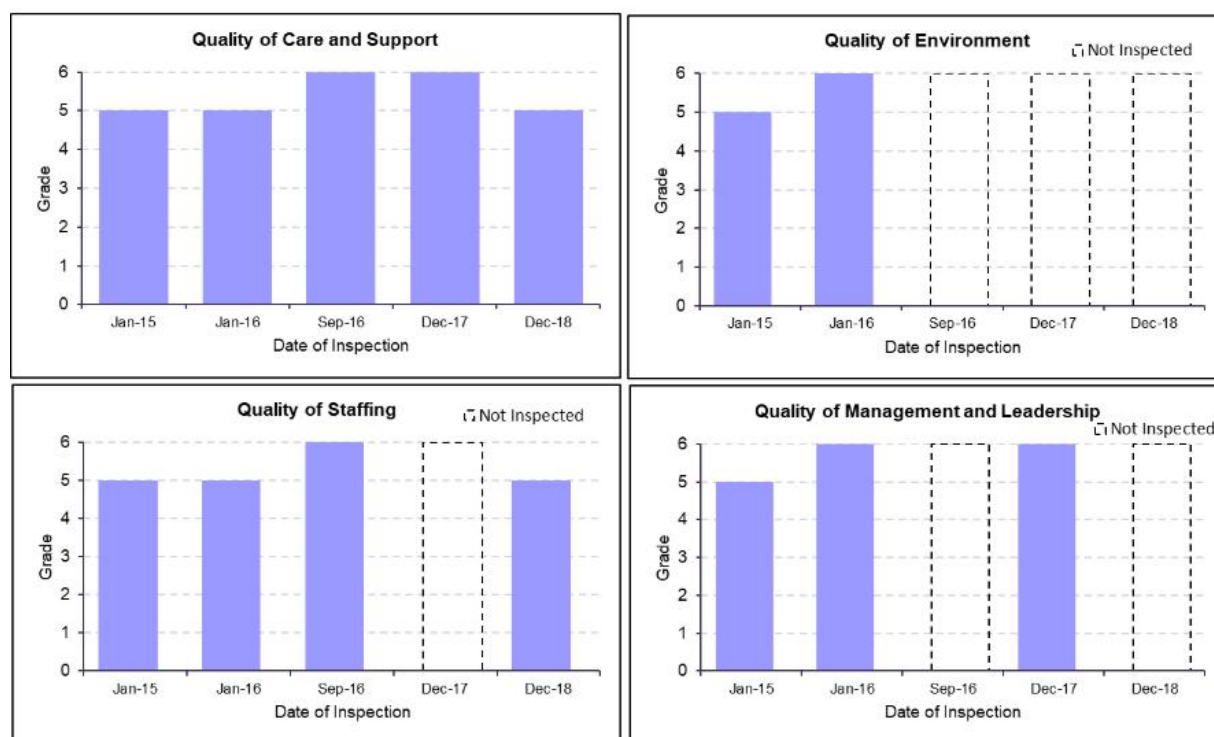 Quality of Care and Support
6
5
4
3
2
1
0
Grade
Jan-15 Jan-16 Sep-16 Dec-17 Dec-18
Date of Inspection
Quality of Environment
Not Inspected
6
5
4
3
2
1
0
Grade
Jan-15 Jan-16 Sep-16 Dec-17 Dec-18
Date of Inspection
Quality of Staffing
Not Inspected
6
5
4
3
2
1
0
Grade
Jan-15 Jan-16 Sep-16 Dec-17 Dec-18
Date of Inspection
Quality of Management and Leadership
Not Inspected
6
5
4
3
2
1
0
Grade
Jan-15 Jan-16 Sep-16 Dec-17 Dec-18
Date of Inspection